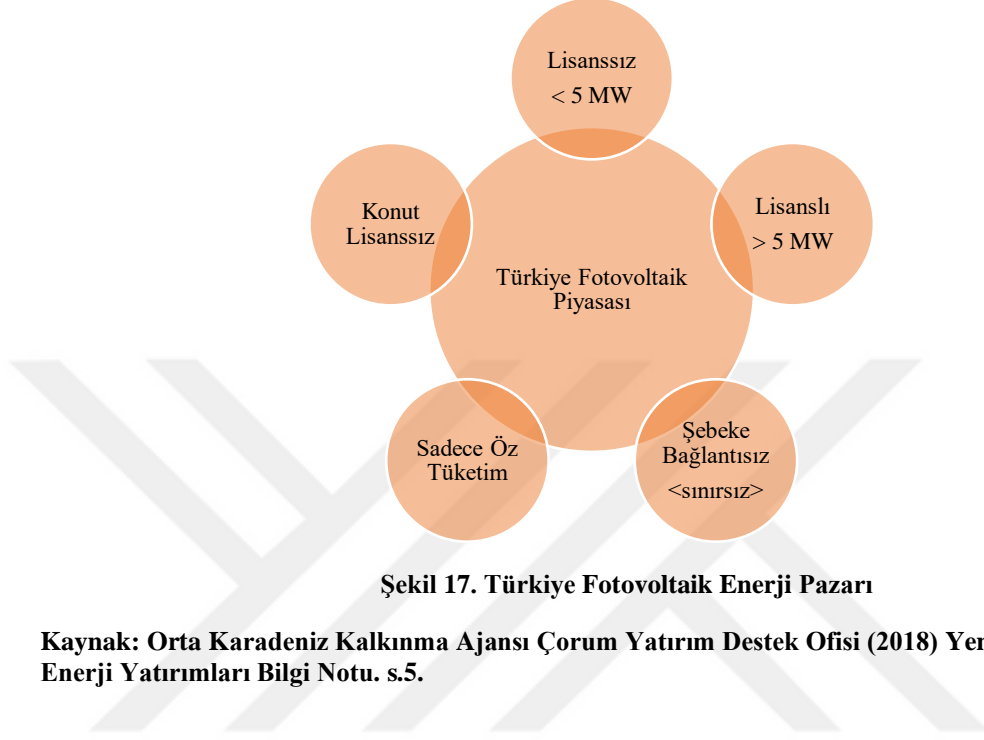 Lisanssız
< 5 MW
Lisanslı
> 5 MW
Konut
Lisanssız
Türkiye Fotovoltaik
Piyasası
Sadece Öz
Tüketim
Şebeke
Bağlantısız
<sınırsız>
Şekil 17. Türkiye Fotovoltaik Enerji Pazarı
Kaynak: Orta Karadeniz Kalkınma Ajansı Çorum Yatırım Destek Ofisi (2018)
Enerji Yatırımları Bilgi Notu. s.5.